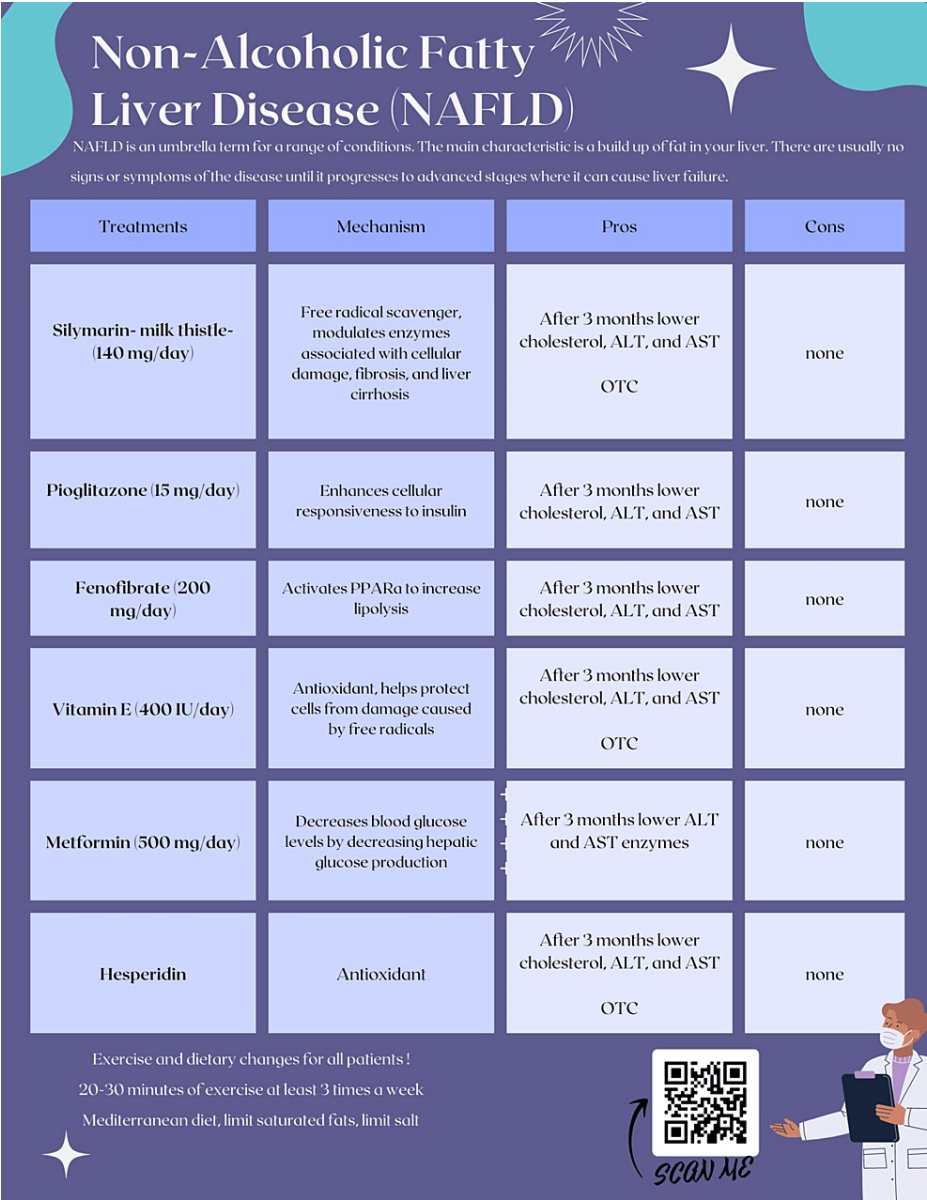 Non-Alcoholic Fatty
Liver Disease (NAFLD)
NAFLD is an umbrella term for a range of conditions. The main characteristic is a build up of fat in your liver. There are usually no
signs or symptoms of the disease until it progresses to advanced stages where it can cause liver failure.
Treatments
Mechanism
Pros
Cons
Silymarin- milk thistle-
(140 mg/day)
Free radical scavenger,
modulates enzymes
associated with cellular
damage, fibrosis, and liver
cirrhosis
After 3 months lower
cholesterol, ALT, and AST
OTC
none
Pioglitazone (15 mg/day)
Enhances cellular
responsiveness to insulin
After 3 months lower
cholesterol, ALT, and AST
none
Fenofibrate (200
mg/day)
Activates PPARa to increase
lipolysis
After 3 months lower
cholesterol, ALT, and AST
none
Vitamin E (400 IU/day)
Antioxidant, helps protect
cells from damage caused
by free radicals
After 3 months lower
cholesterol, ALT, and AST
OTC
none
Metformin (500 mg/day)
Decreases blood glucose
levels by decreasing hepatic
glucose production
After 3 months lower ALT
and AST enzymes
none
Hesperidin
Antioxidant
After 3 months lower
cholesterol, ALT, and AST
OTC
none
Exercise and dietary changes for all patients !
20-30 minutes of exercise at least 3 times a week
Mediterranean diet, limit saturated fats, limit salt
SCAN ME